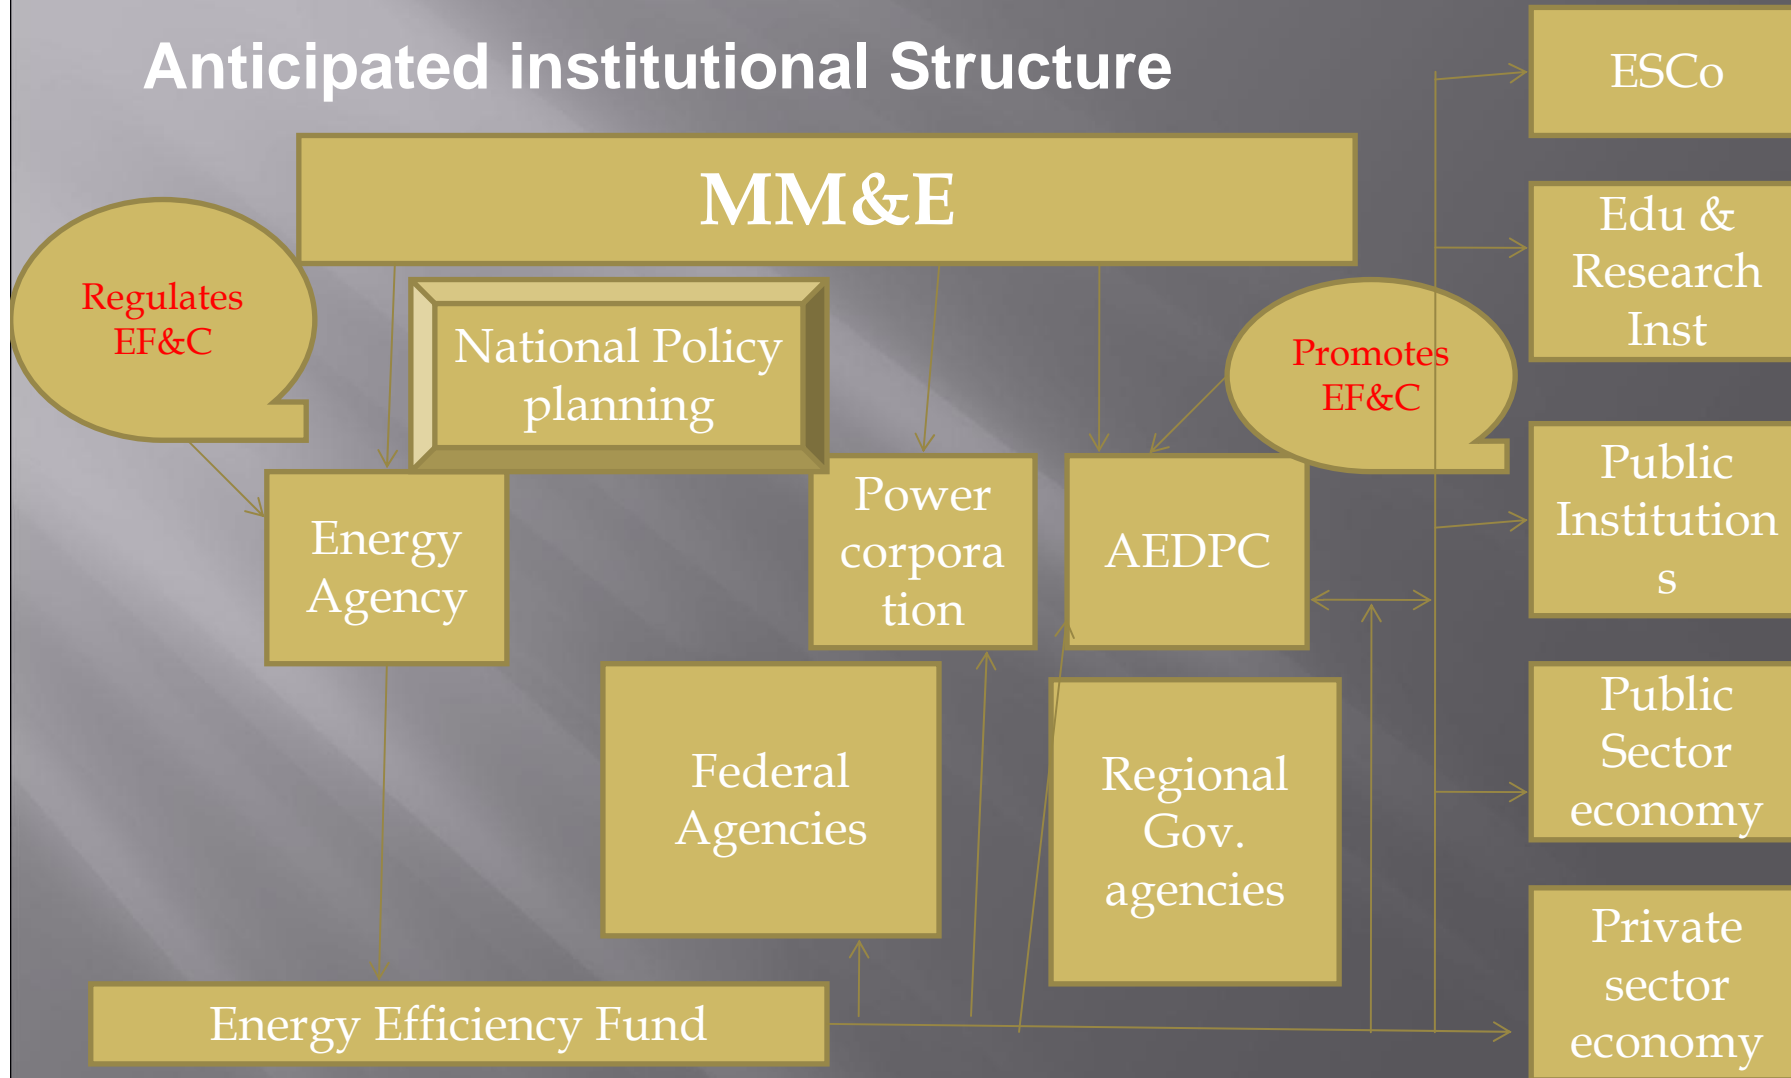 Anticipated institutional Structure
MM&E
Regulates
EF&C
National Policy
planning
Promotes
EF&C
Energy
Agency
Power
corpora
tion
AEDPC
Federal
Agencies
Regional
Gov.
agencies
Energy Efficiency Fund
ESCo
Edu &
Research
Inst
Public
Institution
s
Public
Sector
economy
Private
sector
economy